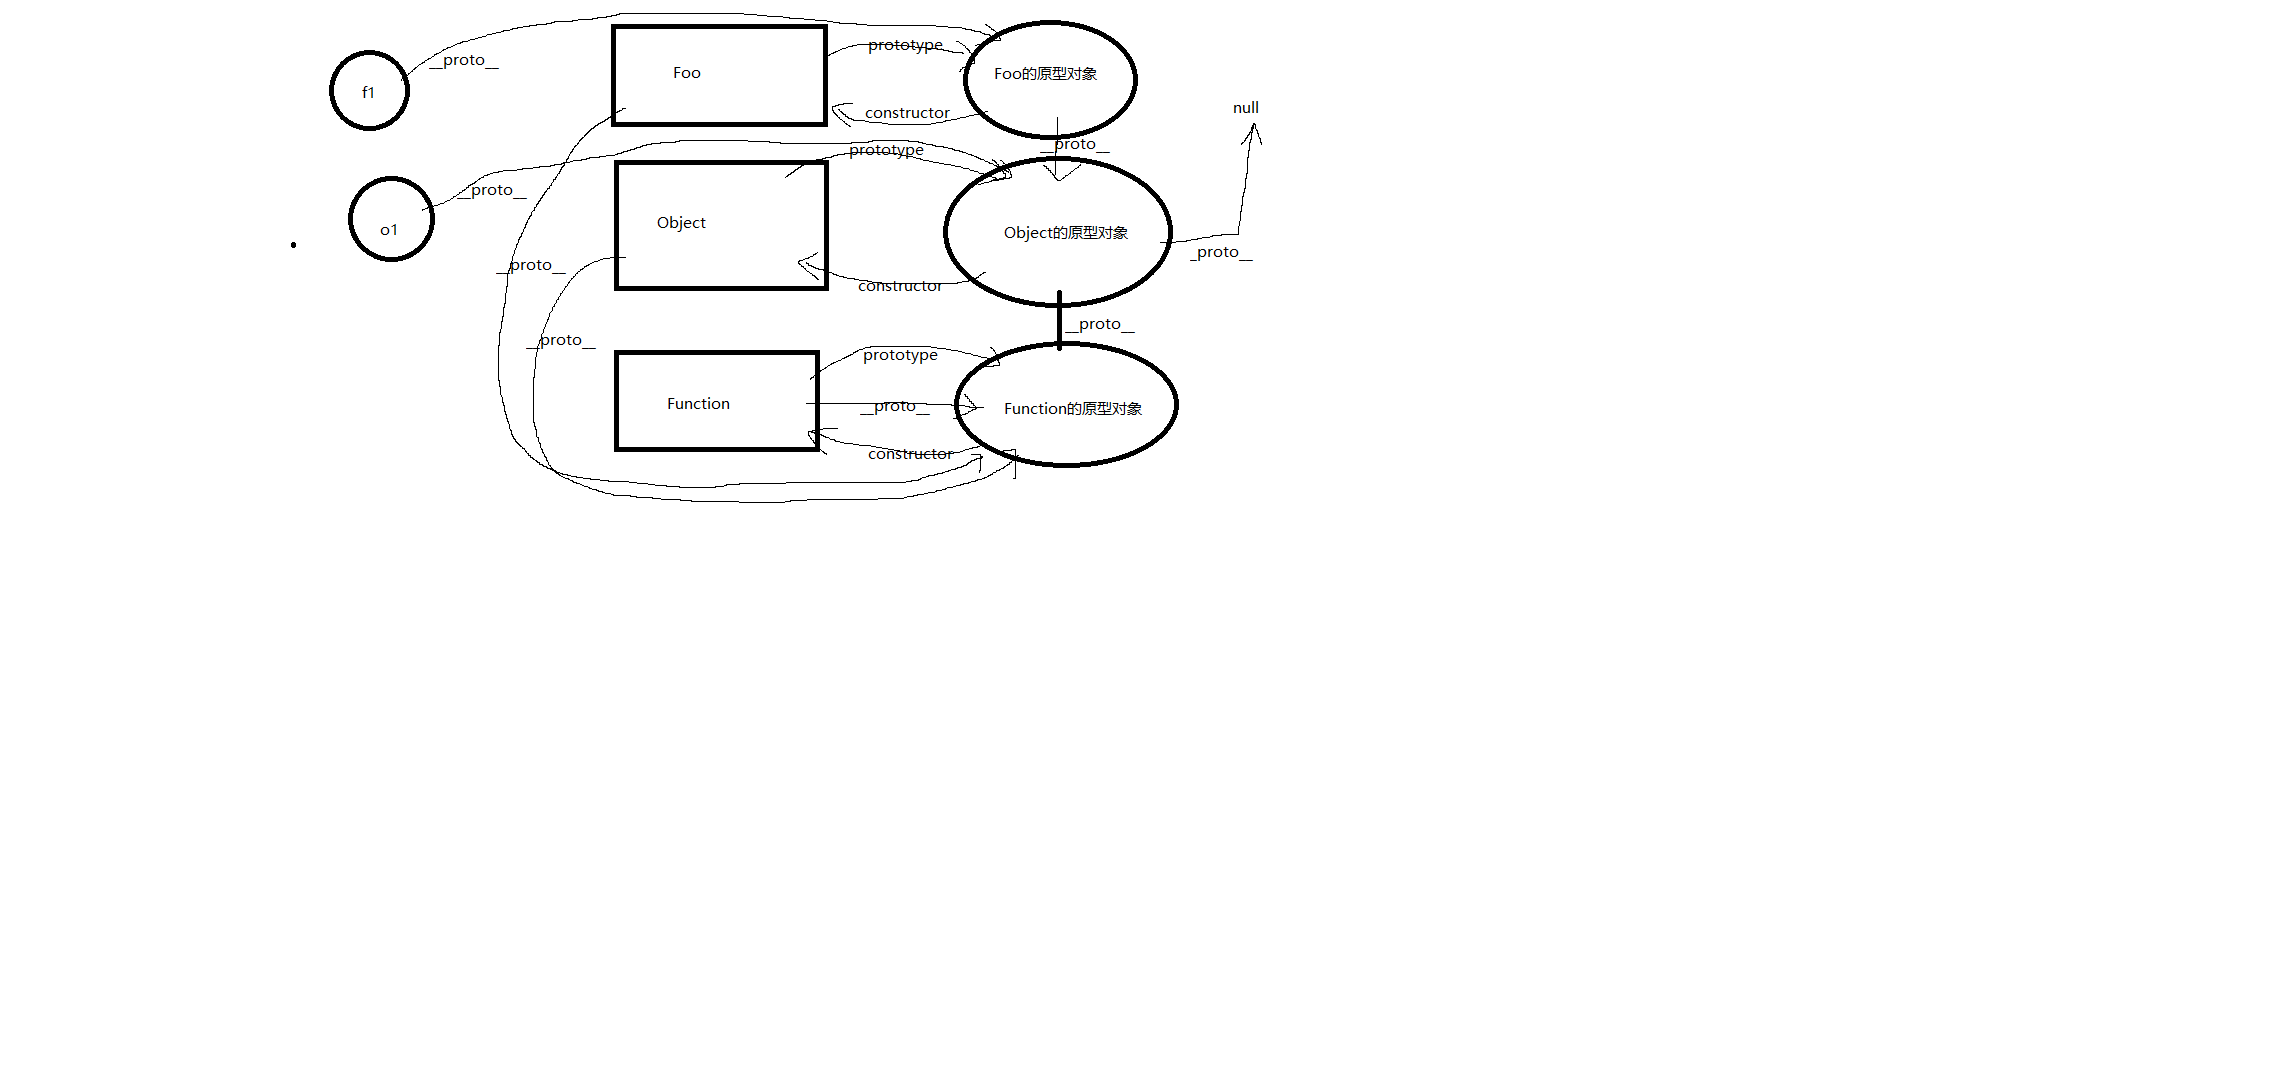 __proto__
f1
Foo
prototype
Foo的原型对象
constructor
null
__proto__
prototype
__proto__
o1
Object
Object的原型对象
_proto__
__proto__
constructor
__proto__
__proto__
prototype
Function
__proto__
Function的原型对象
constructor